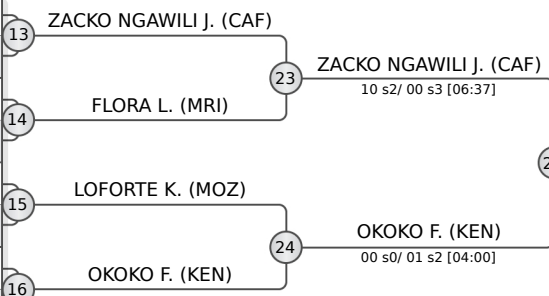 ZACKO NGAWILI J. (CAF)
13
ZACKO NGAWILI J. (CAF)
23
10 s2/ 00 s3 [06:37]
FLORA L. (MRI)
14
LOFORTE K. (MOZ)
15
OKOKO F. (KEN)
24
00 s0/ 01 s2 [04:00]
OKOKO F. (KEN)
16